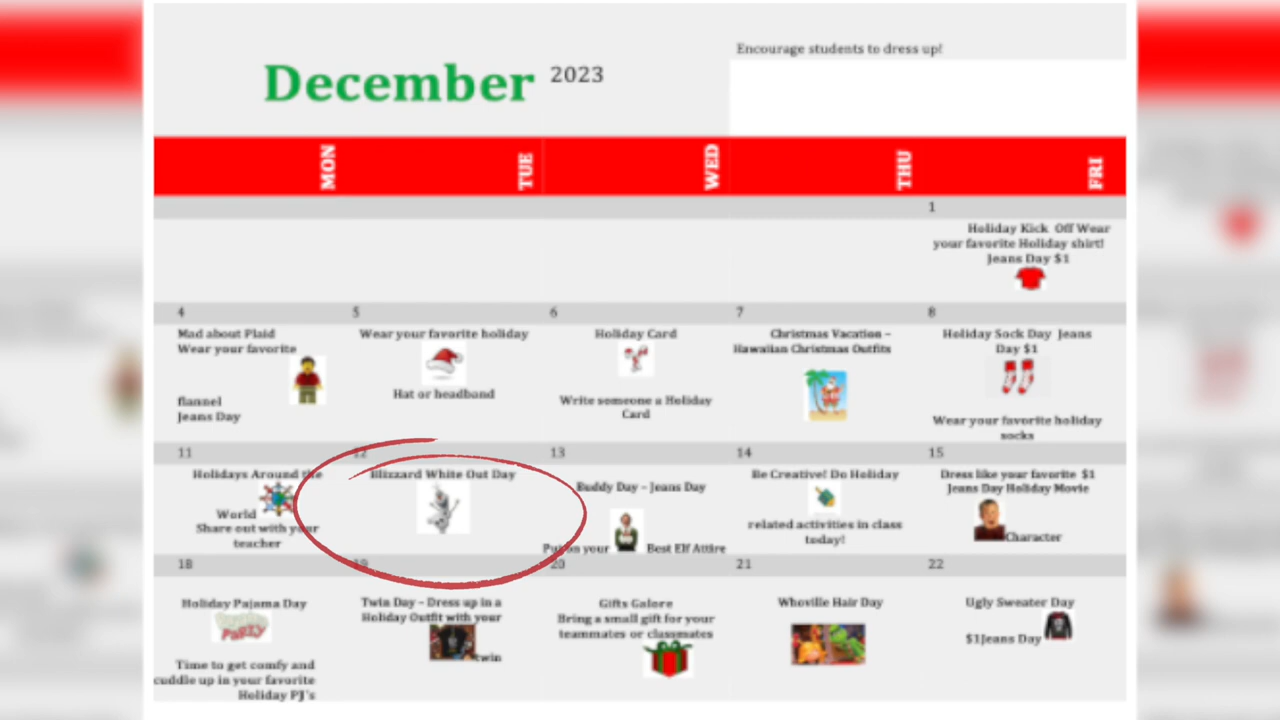 Encourage students to dress up!
December 2023
MON TUE WED THU FRI
1
Holiday Kick Off Wear
your favorite Holiday shirt!
Jeans Day $1
4 5 6 7 8
Mad about Plaid
Wear your favorite
flannel
Jeans Day
Wear your favorite holiday
Hat or headband
Holiday Card
Write someone a Holiday
Card
Christmas Vacation –
Hawaiian Christmas Outfits
Holiday Sock Day Jeans
Day $1
Wear your favorite holiday
socks
11 12 13 14 15
Holidays Around the
World
Share out with your
teacher
Blizzard White Out Day
Buddy Day – Jeans Day
Put on your Best Elf Attire
Be Creative! Do Holiday
related activities in class
today!
Dress like your favorite $1
Jeans Day Holiday Movie
Character
18 19 20 21 22
Holiday Pajama Day
PARTY
Time to get comfy and
cuddle up in your favorite
Holiday PJ's
Twin Day – Dress up in a
Holiday Outfit with your
twin
Gifts Galore
Bring a small gift for your
teammates or classmates
Whoville Hair Day
Ugly Sweater Day
$1Jeans Day